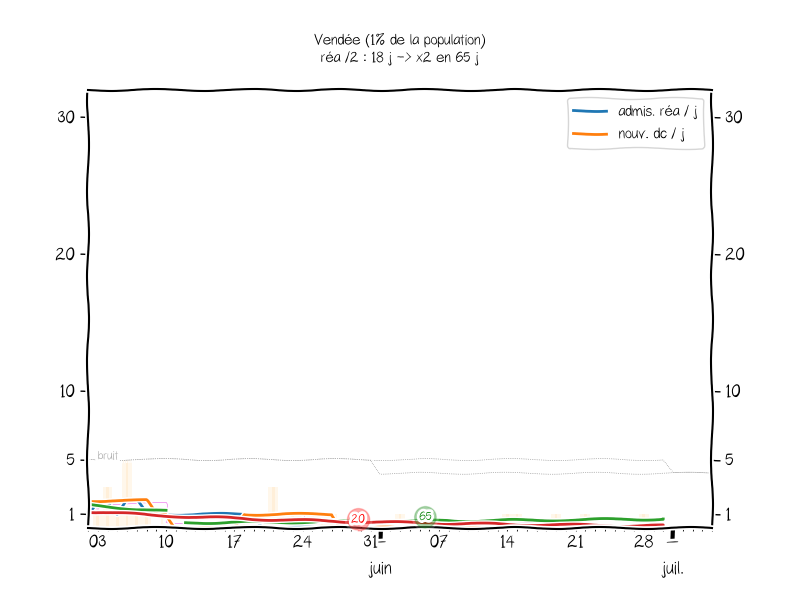 Vendée (1% de la population)
réa /2 : 18 j -> x2 en 65 j
admis. réa / j
nouv. dc / j
30
30
20
20
10
10
5
bruit
5
1
20
65
1
03 10 17 24 31 07 14 21 28
juin juil.